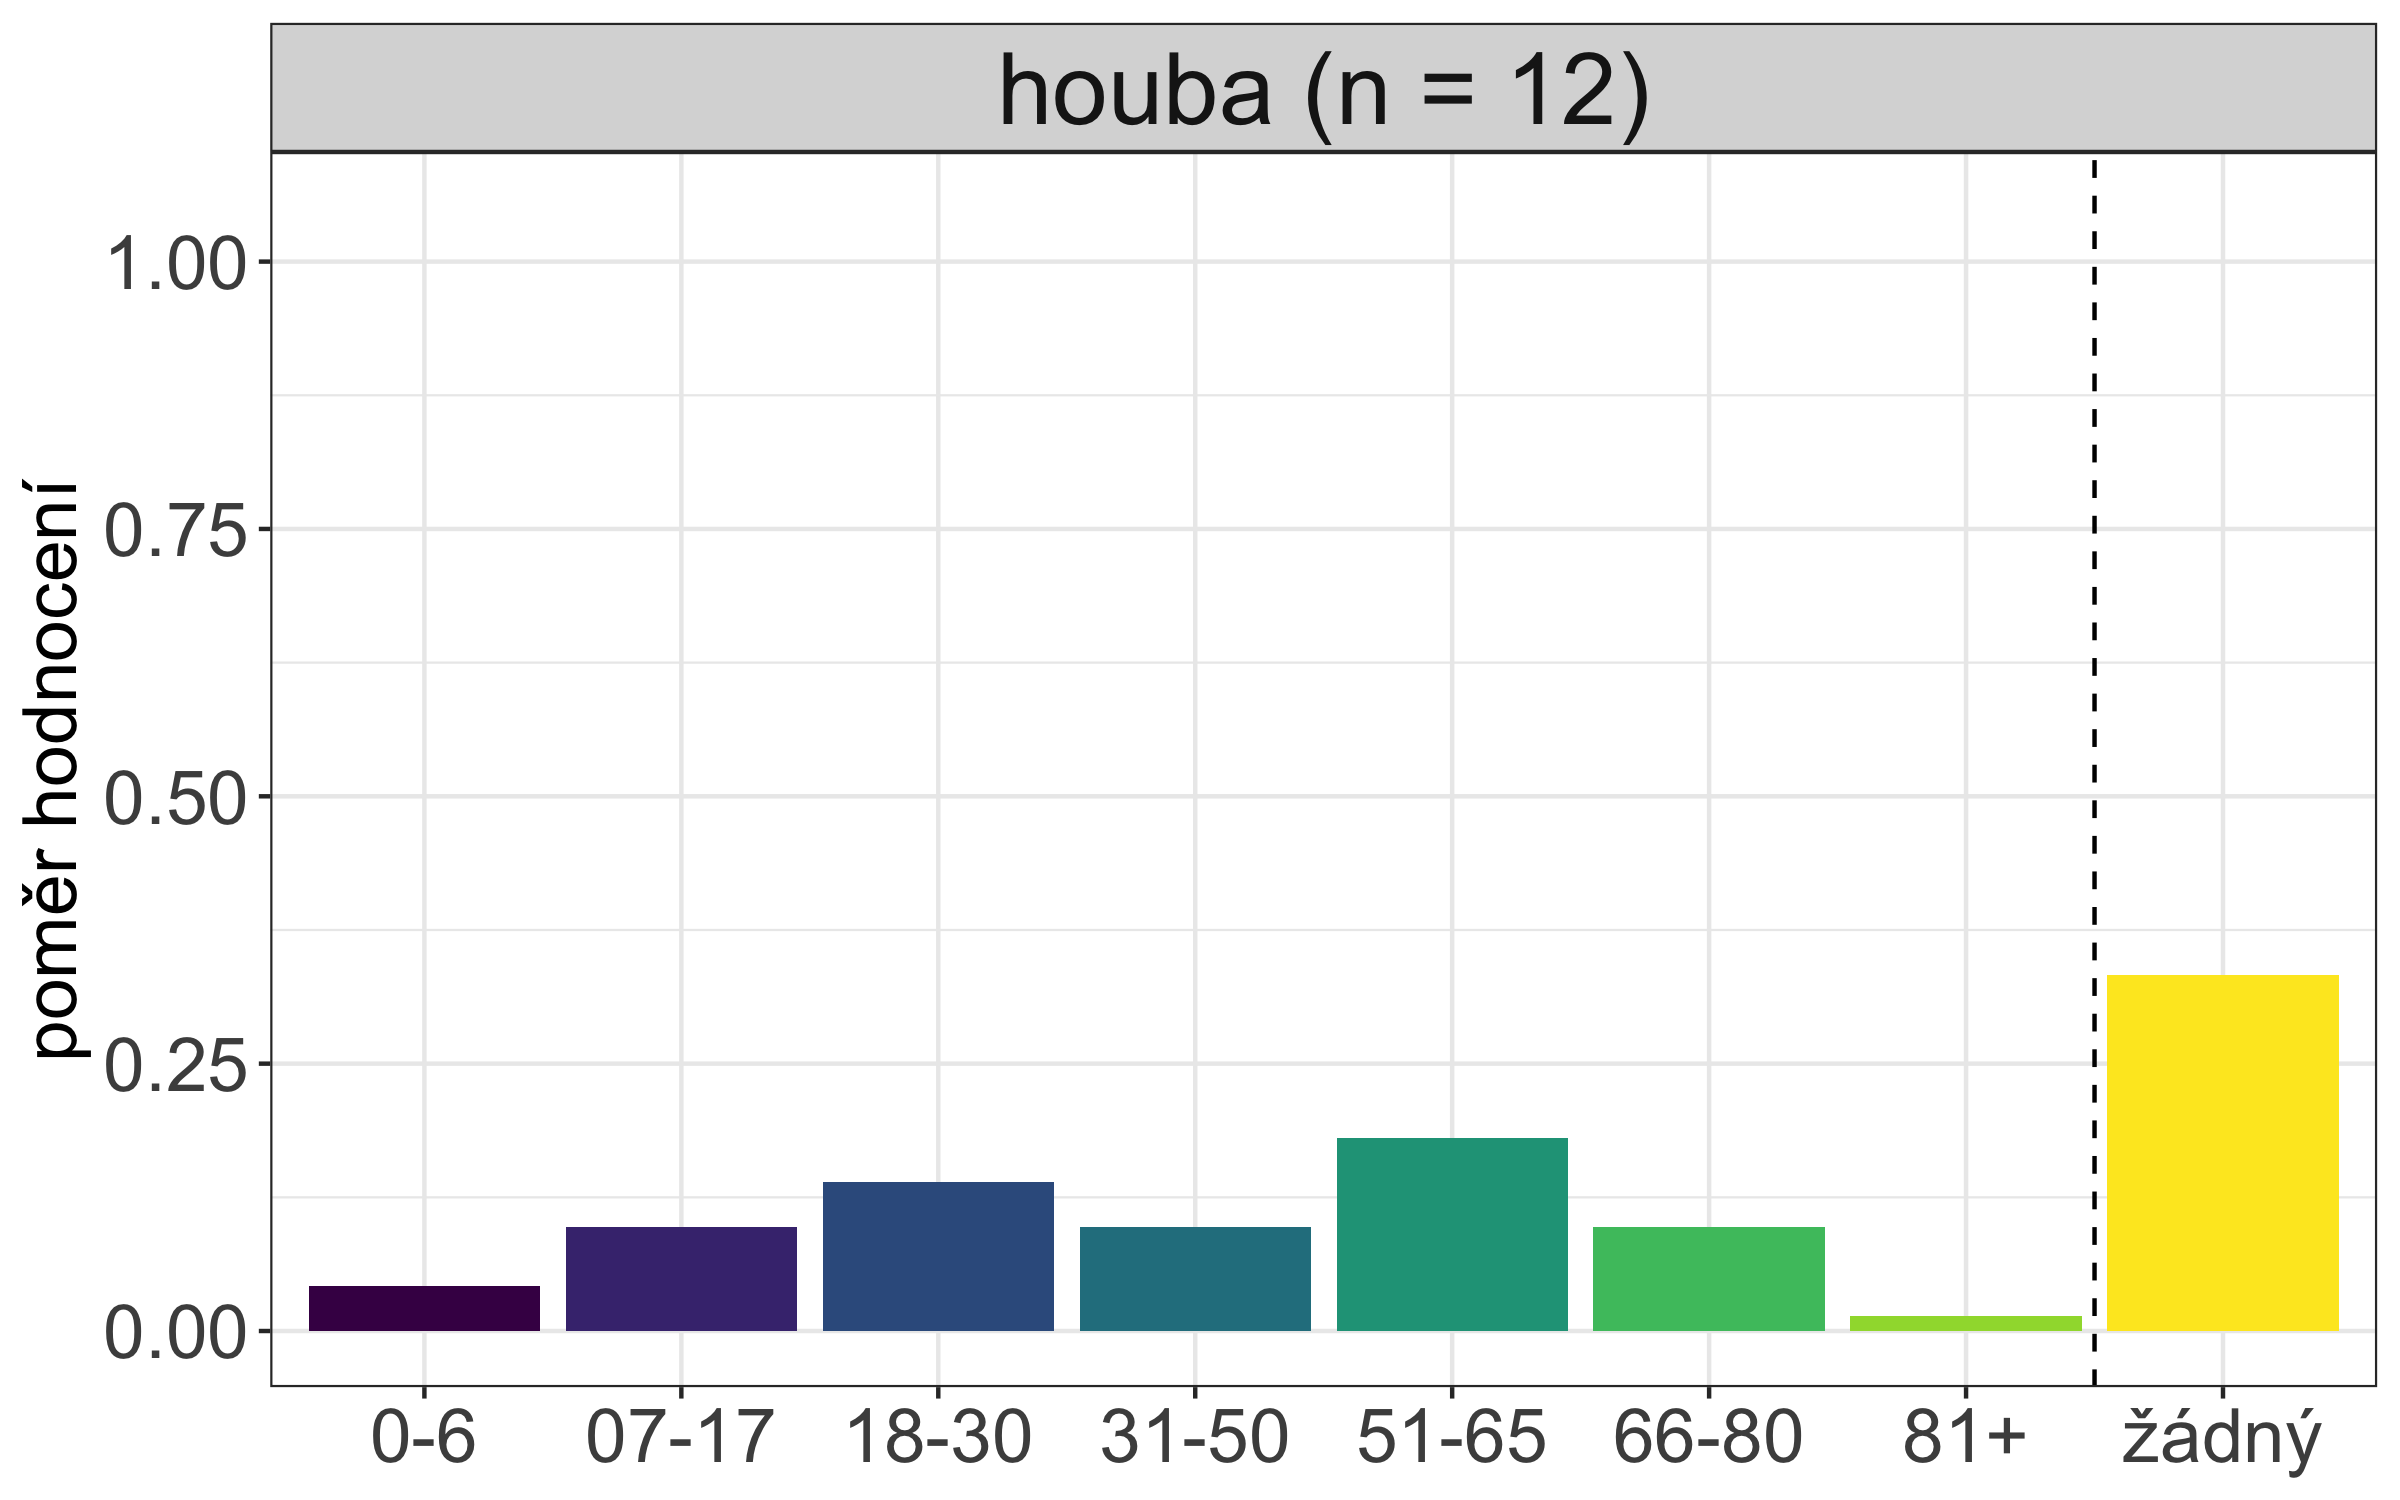 houba (n = 12)
poměr hodnocení
1.00
0.75
0.50
0.25
0.00
0-6 07-17 18-30 31-50 51-65 66-80 81+ žádný